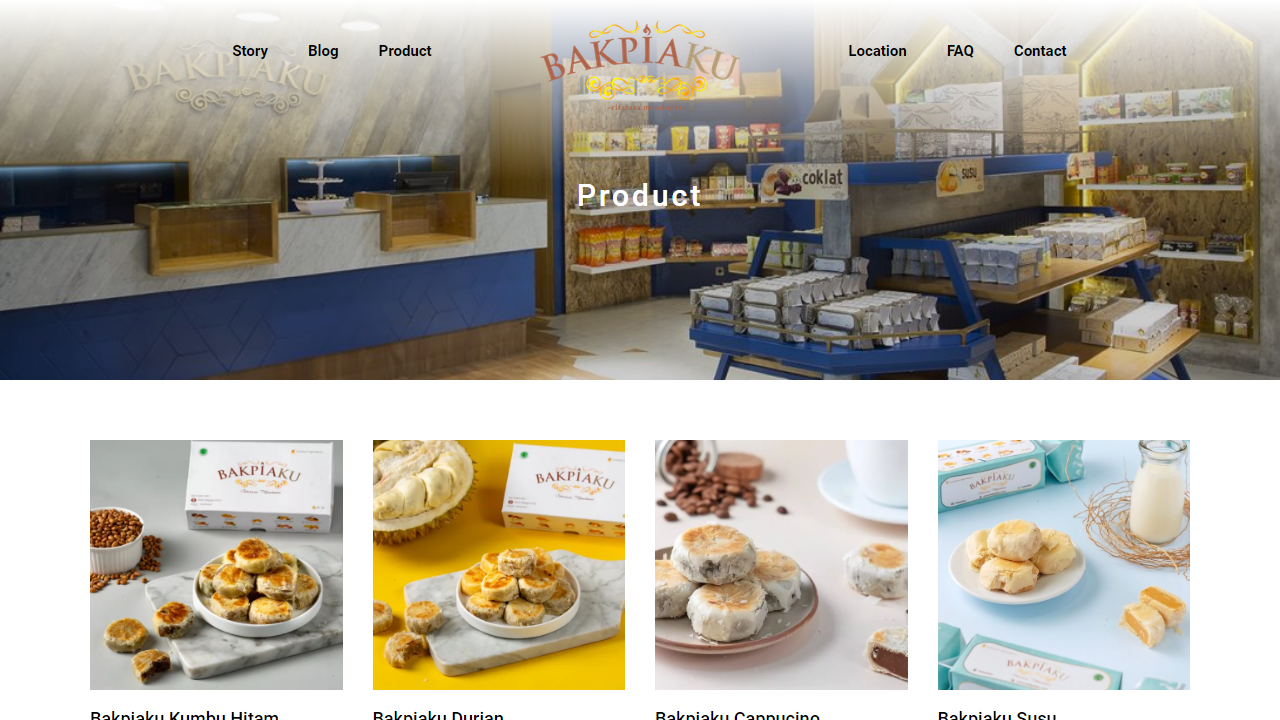 Story Blog Product
BAKPIAKU
Location FAQ Contact
BAKPIAKU
coklat
susu
Product
BAKPIAKU
BAKPIAKU
BAKPIAKU
BAKPIAKU
Bakpiaku Kumbu Hitam
Bakpiaku Durian
Bakpiaku Cappucino
Bakpiaku Susu